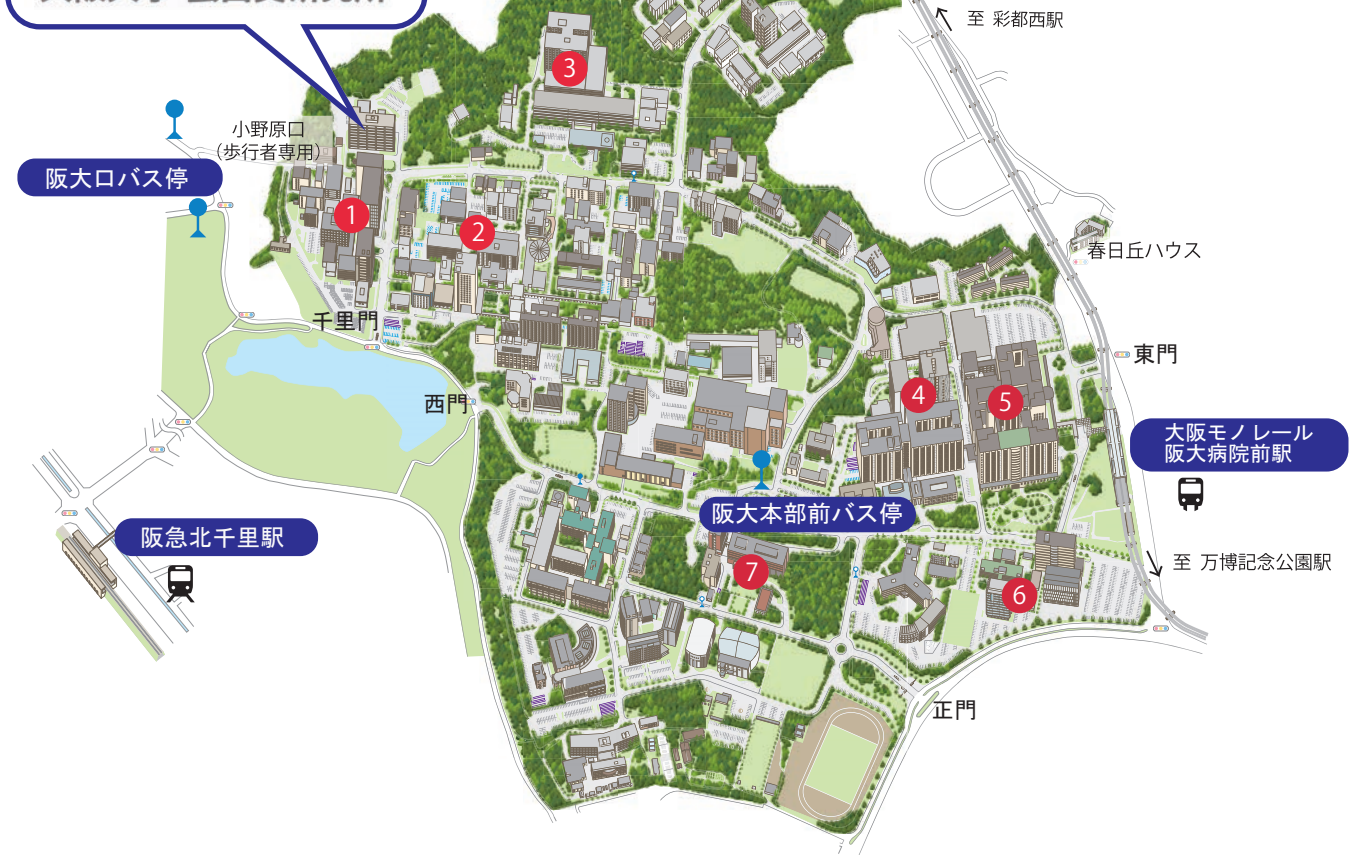 至 彩都西駅
3
小野原口
（歩行者専用）
阪大口バス停
1
2
春日丘ハウス
千里門
東門
西門
4
5
大阪モノレール
阪大病院前駅
阪大本部前バス停
阪急北千里駅
至 万博記念公園駅
7
6
正門